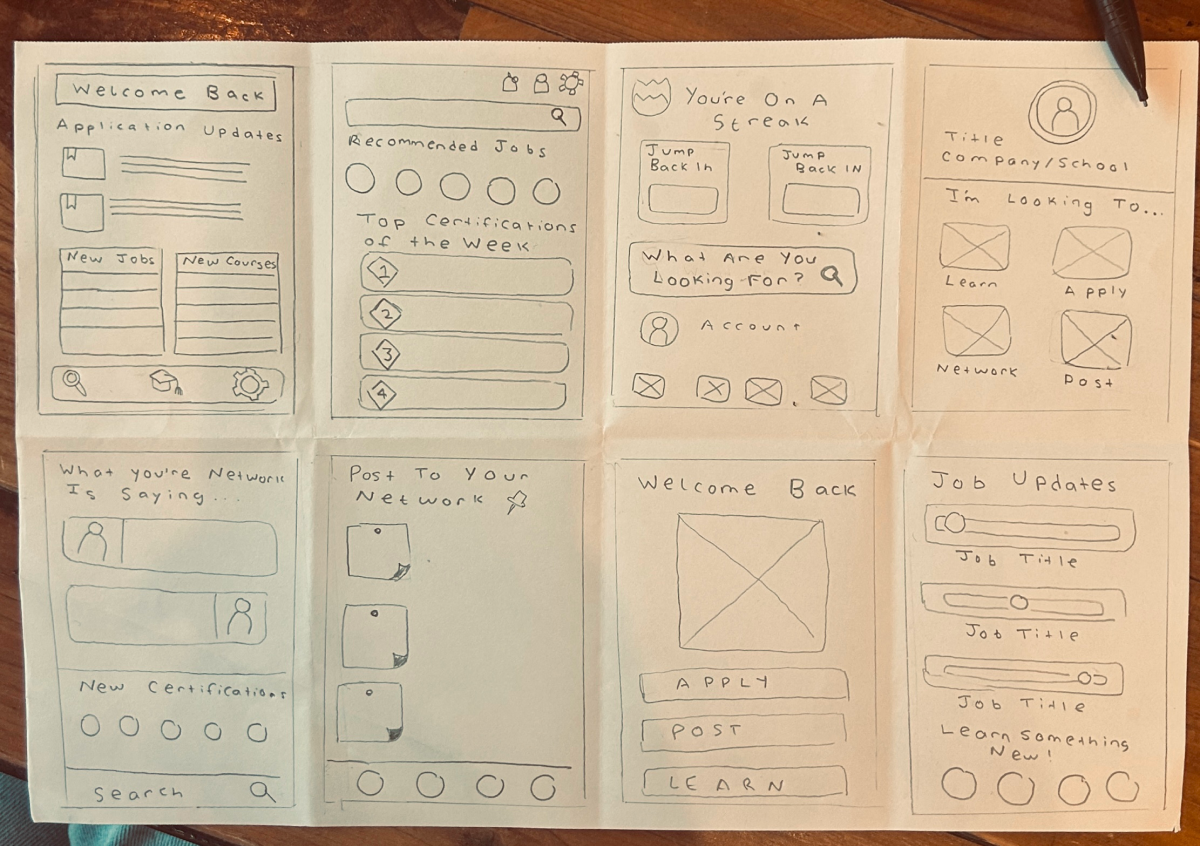 Welcome Back
Application Updates
New Jobs
New Courses
Recommended Jobs
Top Certifications
of the Week
1
2
3
4
You're On A
Streak
Jump
Back In
Jump
Back IN
What Are You
Looking For?
Account
Title
Company/School
I'm Looking To...
Learn
Apply
Network
Post
What you're Network
Is Saying...
New Certifications
Search
Post To Your
Network
Welcome Back
APPLY
POST
LEARN
Job Updates
Job Title
Job Title
Job Title
Learn Something
New!